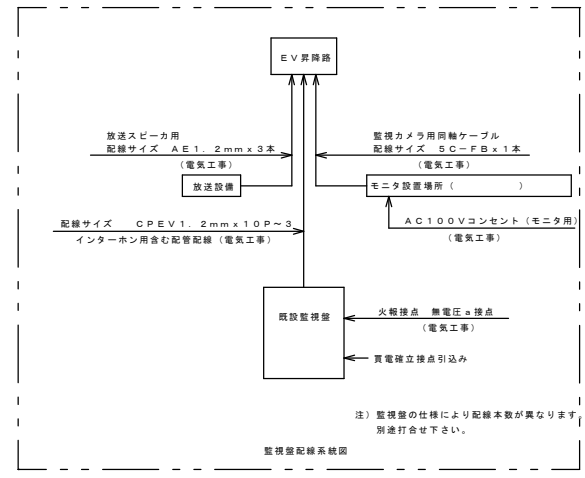 EV昇降路
放送スピーカ用
配線サイズ　AE1．2mm×3本
(電気工事)
放送設備
監視カメラ用同軸ケーブル
配線サイズ　5C－FB×1本
(電気工事)
モニタ設置場所（　　　　　）
AC100Vコンセント（モニタ用）
(電気工事)
配線サイズ　CPEV1．2mm×10P～3
インターホン用含む配管配線（電気工事）
既設監視盤
火報接点　無電圧a接点
(電気工事)
買電確立接点引込み
注）監視盤の仕様により配線本数が異なります。
別途打合せ下さい。
監視盤配線系統図